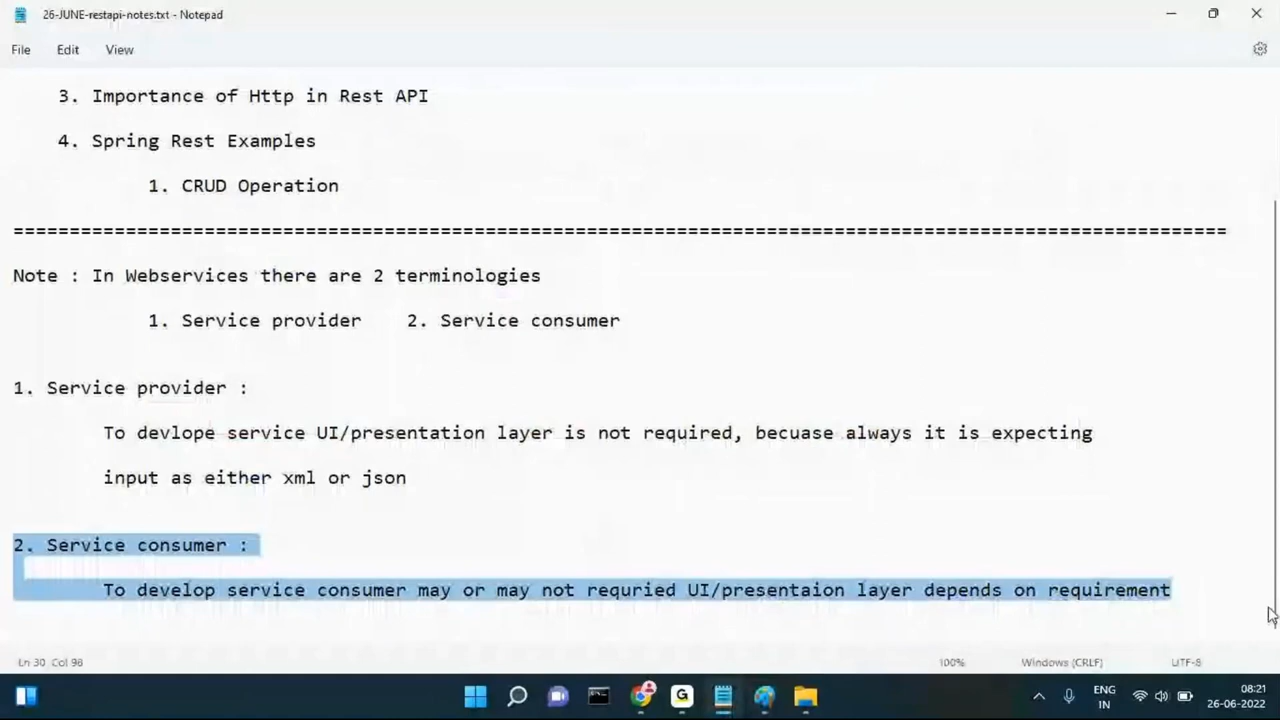 26-JUNE-restapi-notes.txt - Notepad
File Edit View
3. Importance of Http in Rest API
4. Spring Rest Examples
1. CRUD Operation
============================================================================================================
Note : In Webservices there are 2 terminologies
1. Service provider 2. Service consumer
1. Service provider :
To devlope service UI/presentation layer is not required, becuase always it is expecting
input as either xml or json
2. Service consumer :
To develop service consumer may or may not requried UI/presentaion layer depends on requirement
Ln 30, Col 98 100% Windows (CRLF) UTF-8
ENG 08:21
IN 26-06-2022